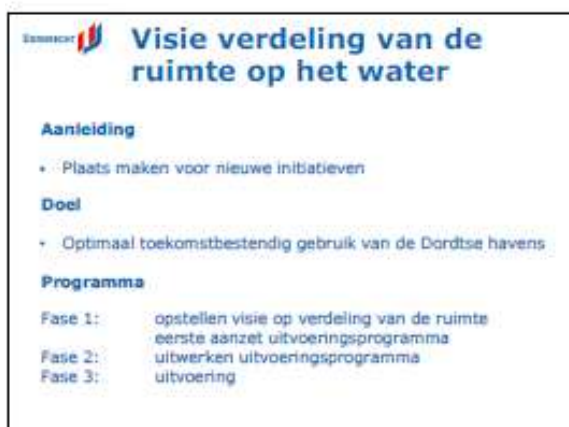 Visie verdeling van de
ruimte op het water
Aanleiding
• Plaats maken voor nieuwe initiatieven
Doel
• Optimaal toekomstbestendig gebruik van de Dordtse havens
Programma
Fase 1: opstellen visie op verdeling van de ruimte
eerste aanzet uitvoeringsprogramma
Fase 2: uitwerken uitvoeringsprogramma
Fase 3: uitvoering